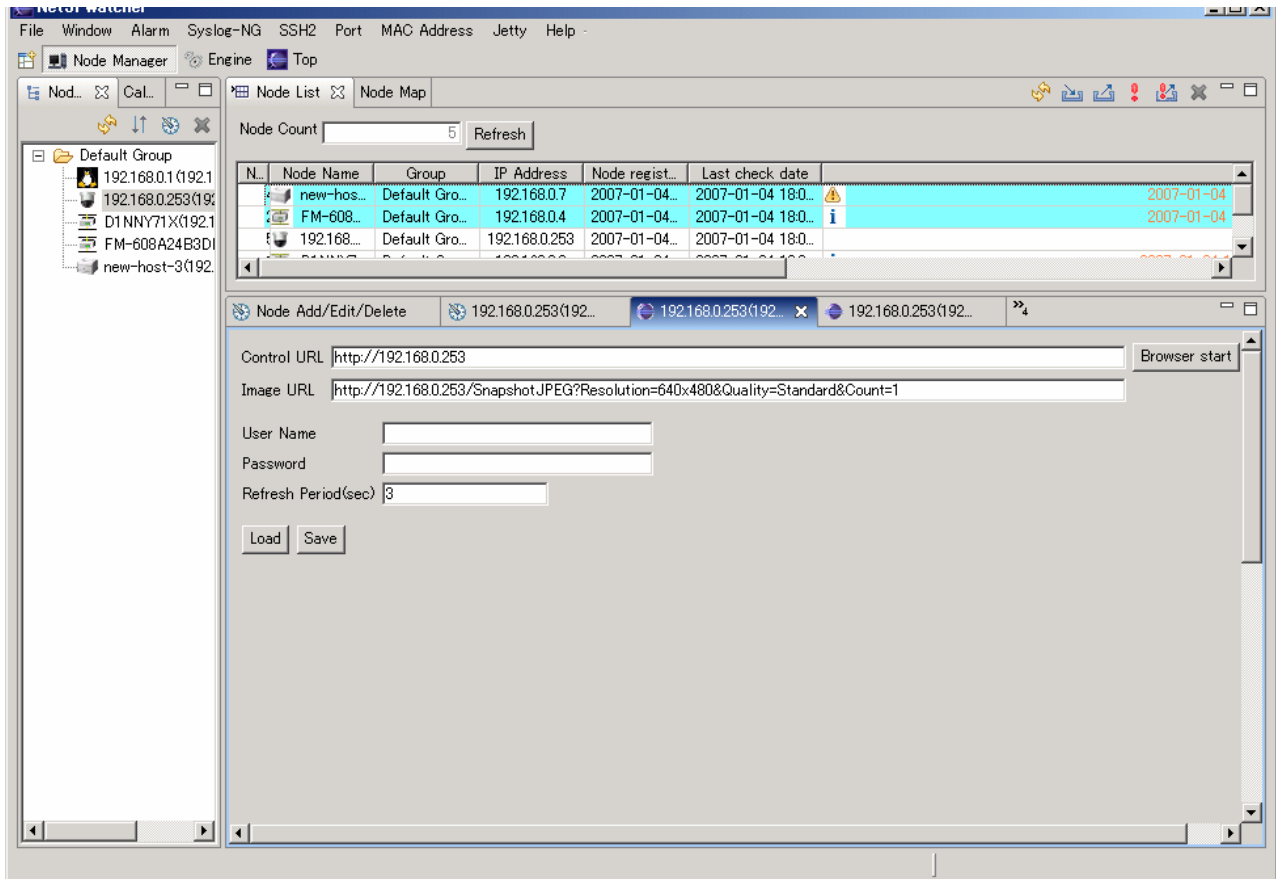 File Window Alarm Syslog-NG SSH2 Port MAC Address Jetty Help
Node Manager Engine Top
Nod... Cal...
Default Group
192.168.0.1(192.1
192.168.0.253(192
D1NNY71X(192.1
FM-608A24B3DI
new-host-3(192.
Node List Node Map
Node Count 5 Refresh
N... Node Name Group IP Address Node regist... Last check date
new-hos... Default Gro... 192.168.0.7 2007-01-04... 2007-01-04 18:0... 2007-01-04
FM-608... Default Gro... 192.168.0.4 2007-01-04... 2007-01-04 18:0... 2007-01-04
192.168.... Default Gro... 192.168.0.253 2007-01-04... 2007-01-04 18:0...
Node Add/Edit/Delete 192.168.0.253(192... 192.168.0.253(192... 192.168.0.253(192... »4
Control URL http://192.168.0.253 Browser start
Image URL http://192.168.0.253/SnapshotJPEG?Resolution=640x480&Quality=Standard&Count=1
User Name
Password
Refresh Period(sec) 3
Load Save